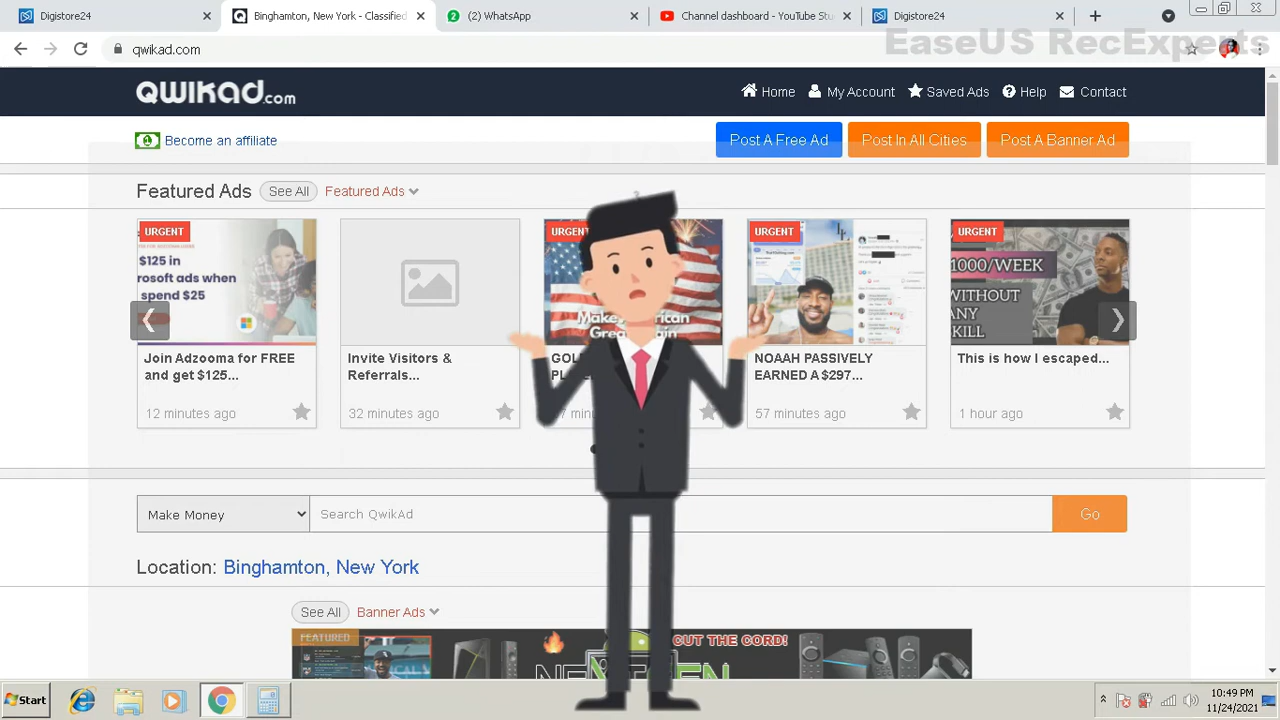 Digistore24
Binghamton, New York - Classified
(2) WhatsApp
Channel dashboard - YouTube Stu
Digistore24
qwikad.com
EaseUS RecExperts
QWIKAD.com
Home
My Account
Saved Ads
Help
Contact
Become an affiliate
Post A Free Ad
Post In All Cities
Post A Banner Ad
Featured Ads
See All
Featured Ads
URGENT
$125 in
rosoft ads when
spend $25
Join Adzooma for FREE
and get $125...
12 minutes ago
Invite Visitors &
Referrals...
32 minutes ago
URGENT
NOAAH PASSIVELY
EARNED A $297...
57 minutes ago
URGENT
1000/WEEK
WITHOUT
ANY
KILL
This is how I escaped...
1 hour ago
Make Money
Search QwikAd
Go
Location: Binghamton, New York
See All
Banner Ads
FEATURED
CUT THE CORD!
Start
10:49 PM
11/24/2021